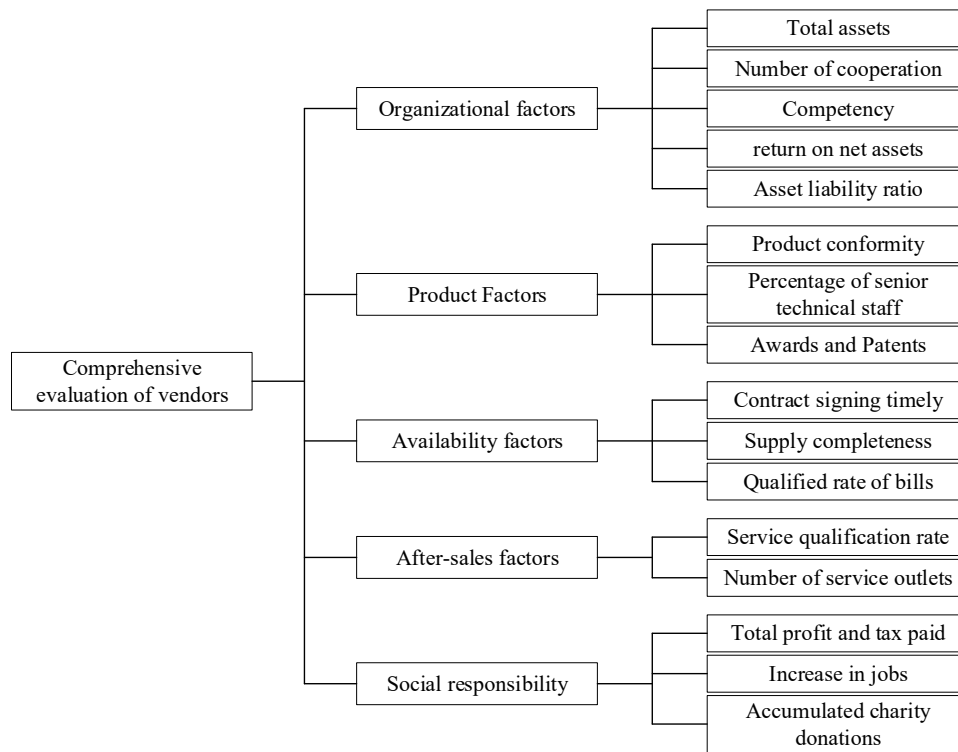 Comprehensive
evaluation of vendors
Organizational factors
Total assets
Number of cooperation
Competency
return on net assets
Asset liability ratio
Product Factors
Product conformity
Percentage of senior
technical staff
Awards and Patents
Availability factors
Contract signing timely
Supply completeness
Qualified rate of bills
After-sales factors
Service qualification rate
Number of service outlets
Social responsibility
Total profit and tax paid
Increase in jobs
Accumulated charity
donations